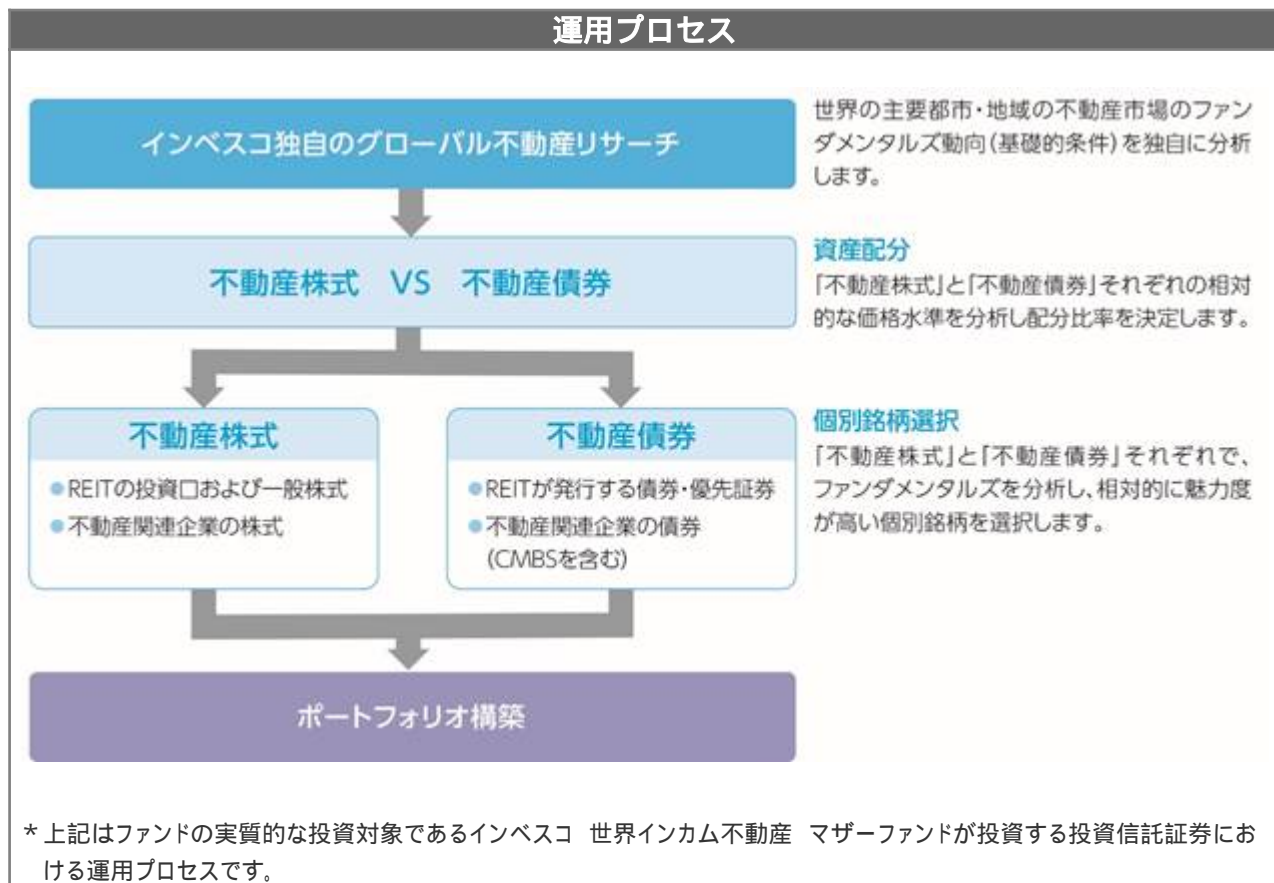 運用プロセス
インベスコ独自のグローバル不動産リサーチ
世界の主要都市・地域の不動産市場のファン
ダメンタルズ動向(基礎的条件)を独自に分析
します。
不動産株式 VS 不動産債券
資産配分
「不動産株式」と「不動産債券」それぞれの相対
的な価格水準を分析し配分比率を決定します。
不動産株式
●REITの投資口および一般株式
●不動産関連企業の株式
不動産債券
●REITが発行する債券・優先証券
●不動産関連企業の債券
(CMBSを含む)
個別銘柄選択
「不動産株式」と「不動産債券」それぞれで、
ファンダメンタルズを分析し、相対的に魅力度
が高い個別銘柄を選択します。
ポートフォリオ構築
*上記はファンドの実質的な投資対象であるインベスコ 世界インカム不動産 マザーファンドが投資する投資信託証券にお
ける運用プロセスです。